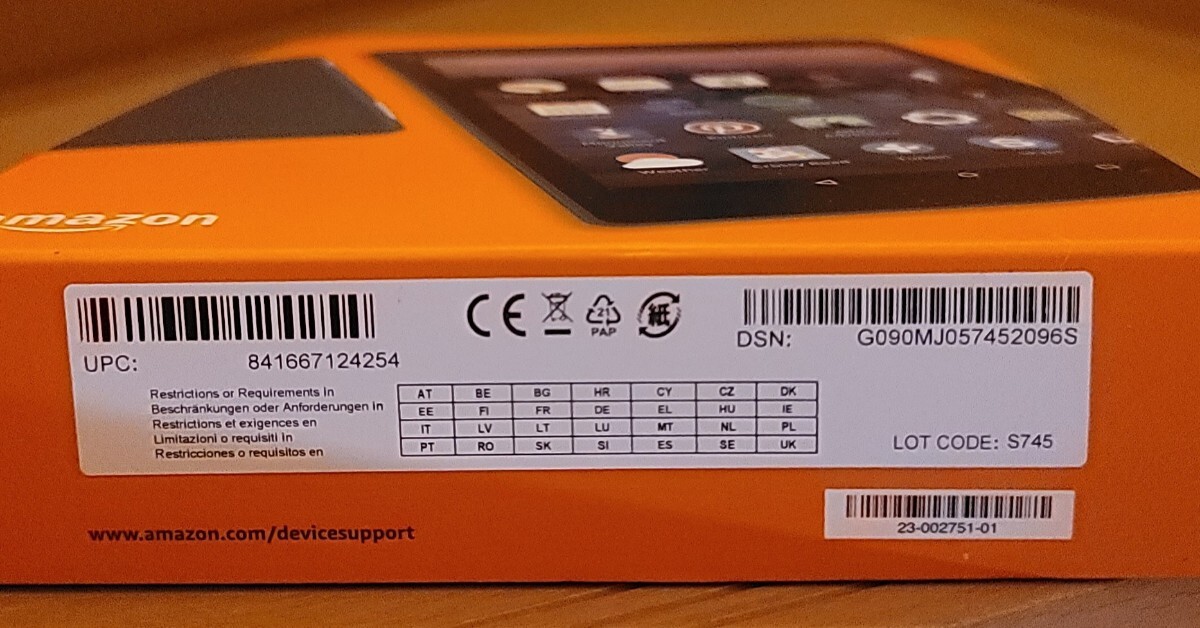 Weather
amazon
UPC: 841667124254
21
PAP
紙
DSN: G090MJ057452096S
Restrictions or Requirements in
Beschränkungen oder Anforderungen in
Restrictions et exigences en
Limitazioni o requisiti in
Restricciones o requisitos en
AT BE BG HR CY CZ DK
EE FI FR DE EL HU IE
IT LV LT LU MT NL PL
PT RO SK SI ES SE UK
LOT CODE: S745
www.amazon.com/devicesupport
23-002751-01